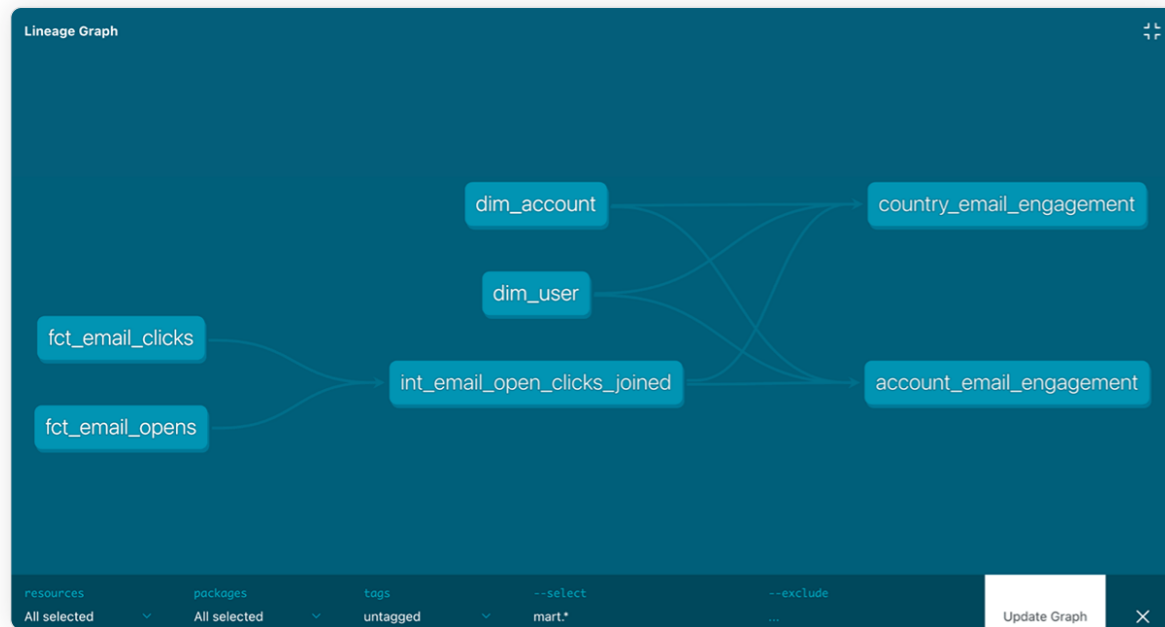 Lineage Graph
dim_account
country_email_engagement
dim_user
fct_email_clicks
int_email_open_clicks_joined
account_email_engagement
fct_email_opens
resources
All selected
packages
All selected
tags
untagged
--select
mart.*
--exclude
...
Update Graph